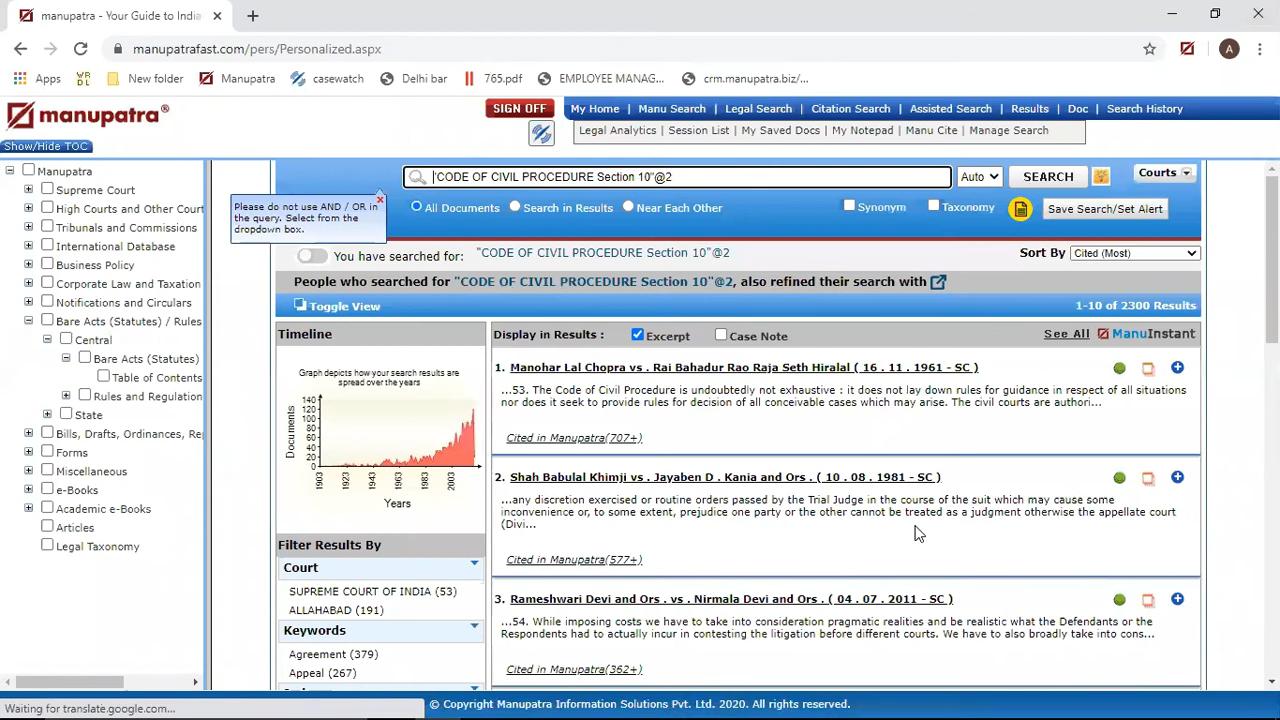 manupatra - Your Guide to India
manupatrafast.com/pers/Personalized.aspx
A
Apps
New folder
Manupatra
casewatch
Delhi bar
765.pdf
EMPLOYEE MANAG...
crm.manupatra.biz/...
manupatra®
SIGN OFF
My Home | Manu Search | Legal Search | Citation Search | Assisted Search | Results | Doc | Search History
Legal Analytics | Session List | My Saved Docs | My Notepad | Manu Cite | Manage Search
Show/Hide TOC
Manupatra
Supreme Court
High Courts and Other Court
Tribunals and Commissions
International Database
Business Policy
Corporate Law and Taxation
Notifications and Circulars
Bare Acts (Statutes) / Rules
Central
Bare Acts (Statutes)
Table of Contents
Rules and Regulation
State
Bills, Drafts, Ordinances, Re
Forms
Miscellaneous
e-Books
Academic e-Books
Articles
Legal Taxonomy
"CODE OF CIVIL PROCEDURE Section 10"@2
Auto
SEARCH
Courts
Please do not use AND / OR in
the query. Select from the
dropdown box.
x
All Documents
Search in Results
Near Each Other
Synonym
Taxonomy
Save Search/Set Alert
You have searched for: "CODE OF CIVIL PROCEDURE Section 10"@2
Sort By Cited (Most)
People who searched for "CODE OF CIVIL PROCEDURE Section 10"@2, also refined their search with
Toggle View
1-10 of 2300 Results
Timeline
Graph depicts how your search results are
spread over the years
Documents
140
120
100
80
60
40
20
0
1903 1923 1943 1963 1983 2003
Years
Filter Results By
Court
SUPREME COURT OF INDIA (53)
ALLAHABAD (191)
Keywords
Agreement (379)
Appeal (267)
Display in Results :
Excerpt
Case Note
See All
ManuInstant
1. Manohar Lal Chopra vs . Rai Bahadur Rao Raja Seth Hiralal ( 16 . 11 . 1961 - SC )
...53. The Code of Civil Procedure is undoubtedly not exhaustive : it does not lay down rules for guidance in respect of all situations
nor does it seek to provide rules for decision of all conceivable cases which may arise. The civil courts are authori...
Cited in Manupatra(707+)
2. Shah Babulal Khimji vs . Jayaben D . Kania and Ors . ( 10 . 08 . 1981 - SC )
...any discretion exercised or routine orders passed by the Trial Judge in the course of the suit which may cause some
inconvenience or, to some extent, prejudice one party or the other cannot be treated as a judgment otherwise the appellate court
(Divi...
Cited in Manupatra(577+)
3. Rameshwari Devi and Ors . vs . Nirmala Devi and Ors . ( 04 . 07 . 2011 - SC )
...54. While imposing costs we have to take into consideration pragmatic realities and be realistic what the Defendants or the
Respondents had to actually incur in contesting the litigation before different courts. We have to also broadly take into cons...
Cited in Manupatra(362+)
Waiting for translate.google.com...
© Copyright Manupatra Information Solutions Pvt. Ltd. 2020. All rights reserved.